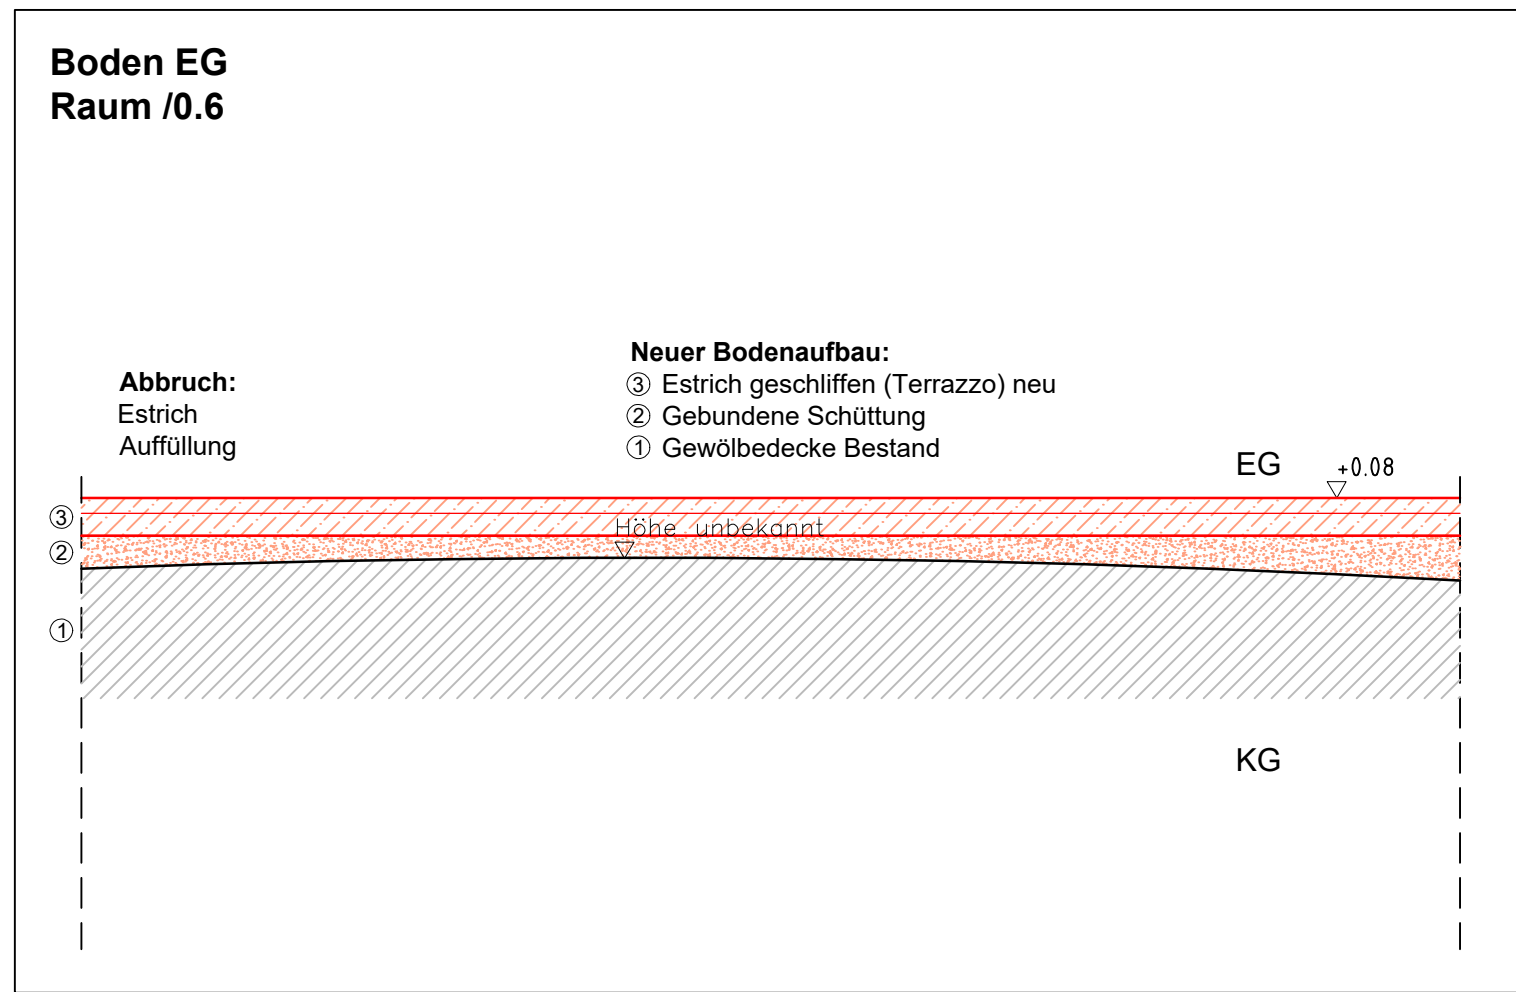 Boden EG
Raum /0.6
Abbruch:
Estrich
Auffüllung
Neuer Bodenaufbau:
③ Estrich geschliffen (Terrazzo) neu
② Gebundene Schüttung
① Gewölbedecke Bestand
EG
+0.08
③
Höhe unbekannt
②
①
KG